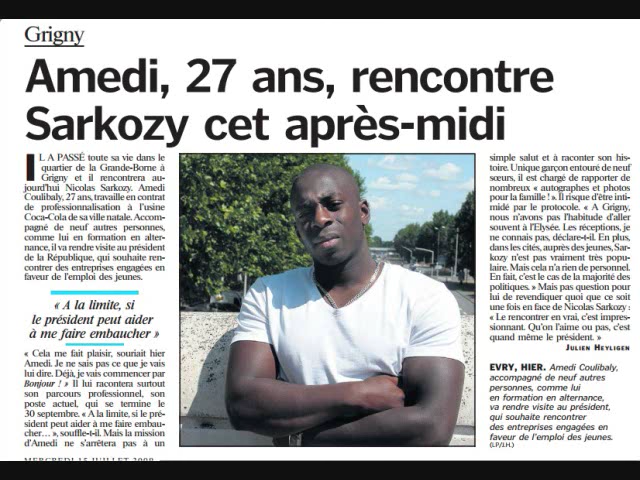 Grigny
Amedi, 27 ans, rencontre
Sarkozy cet après-midi
IL A PASSÉ toute sa vie dans le
quartier de la Grande-Borne à
Grigny et il rencontrera au-
jourd'hui Nicolas Sarkozy. Amedi
Coulibaly, 27 ans, travaille en contrat
de professionnalisation à l'usine
Coca-Cola de sa ville natale. Accom-
pagné de neuf autres personnes,
comme lui en formation en alter-
nance, il va rendre visite au président
de la République, qui souhaite ren-
contrer des entreprises engagées en
faveur de l'emploi des jeunes.
« A la limite, si
le président peut aider
à me faire embaucher »
« Cela me fait plaisir, souriait hier
Amedi. Je ne sais pas ce que je vais
lui dire. Déjà, je vais commencer par
Bonjour ! » Il lui racontera surtout
son parcours professionnel, son
poste actuel, qui se termine le
30 septembre. « A la limite, si le pré-
sident peut aider à me faire embau-
cher… », souffle-t-il. Mais la mission
d'Amedi ne s'arrêtera pas à un
simple salut et à raconter son his-
toire. Unique garçon entouré de neuf
sœurs, il est chargé de rapporter de
nombreux « autographes et photos
pour la famille ! ». Il risque d'être inti-
midé par le protocole. « A Grigny,
nous n'avons pas l'habitude d'aller
souvent à l'Elysée. Les réceptions, je
ne connais pas, déclare-t-il. En plus,
dans les cités, auprès des jeunes, Sar-
kozy n'est pas vraiment très popu-
laire. Mais cela n'a rien de personnel.
En fait, c'est le cas de la majorité des
politiques. » Mais pas question pour
lui de revendiquer quoi que ce soit
une fois en face de Nicolas Sarkozy :
« Le rencontrer en vrai, c'est impres-
sionnant. Qu'on l'aime ou pas, c'est
quand même le président. »
JULIEN HEYLIGEN
EVRY, HIER. Amedi Coulibaly,
accompagné de neuf autres
personnes, comme lui
en formation en alternance,
va rendre visite au président,
qui souhaite rencontrer
des entreprises engagées en
faveur de l'emploi des jeunes.
(LP/J.H.)
MERCREDI 15 JUILLET 2009